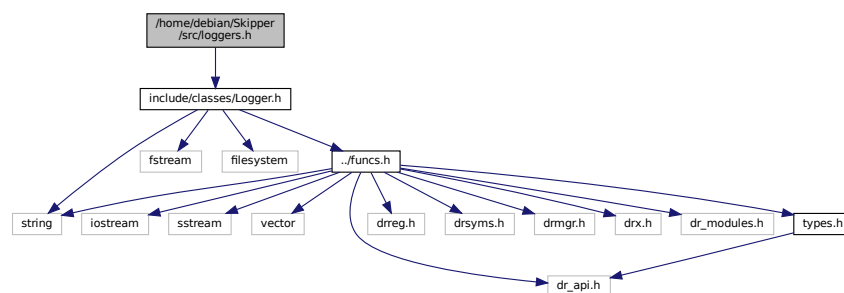 /home/debian/Skipper
/src/loggers.h
include/classes/Logger.h
fstream
filesystem
../funcs.h
string
iostream
sstream
vector
drreg.h
drsyms.h
drmgr.h
drx.h
dr_modules.h
types.h
dr_api.h